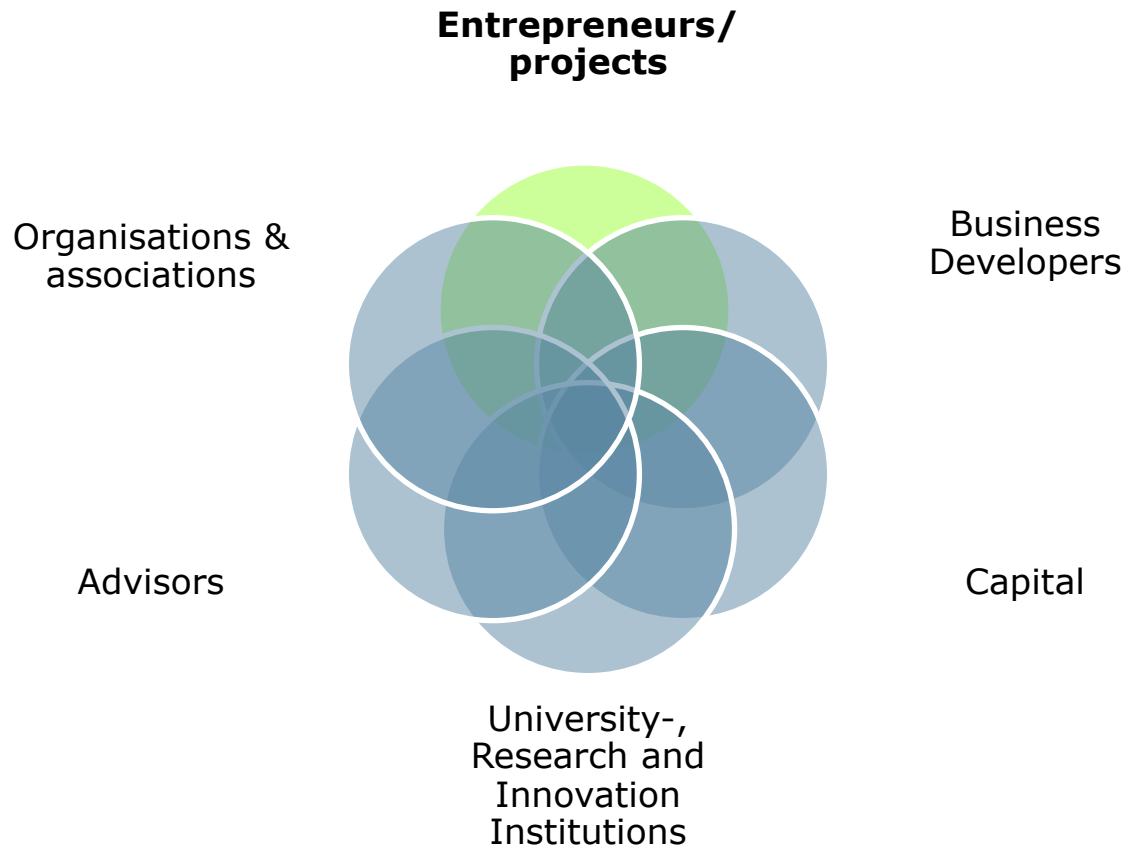 Entrepreneurs/
projects
Organisations &
associations
Business
Developers
Advisors
Capital
University-,
Research and
Innovation
Institutions